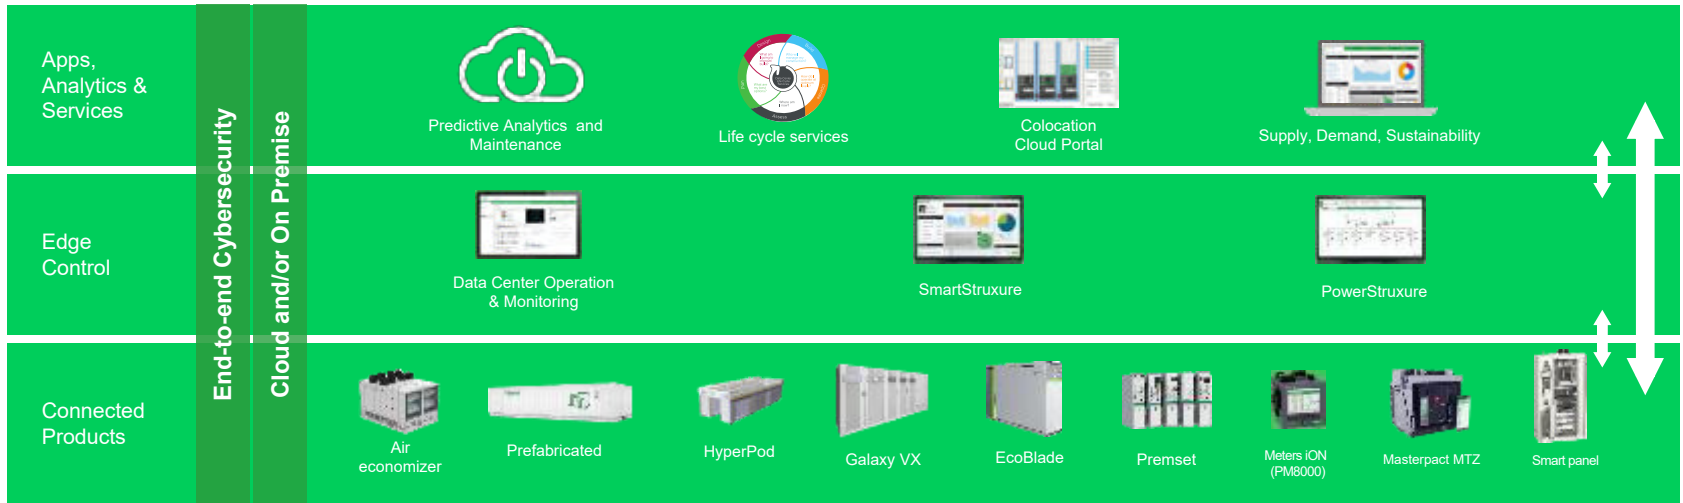 Apps,
Analytics &
Services
End-to-end Cybersecurity
Cloud and/or On Premise
Predictive Analytics and
Maintenance
Life cycle services
Colocation
Cloud Portal
Supply, Demand, Sustainability
Edge
Control
Data Center Operation
& Monitoring
SmartStruxure
PowerStruxure
Connected
Products
Air
economizer
Prefabricated
HyperPod
Galaxy VX
EcoBlade
Premset
Meters iON
(PM8000)
Masterpact MTZ
Smart panel